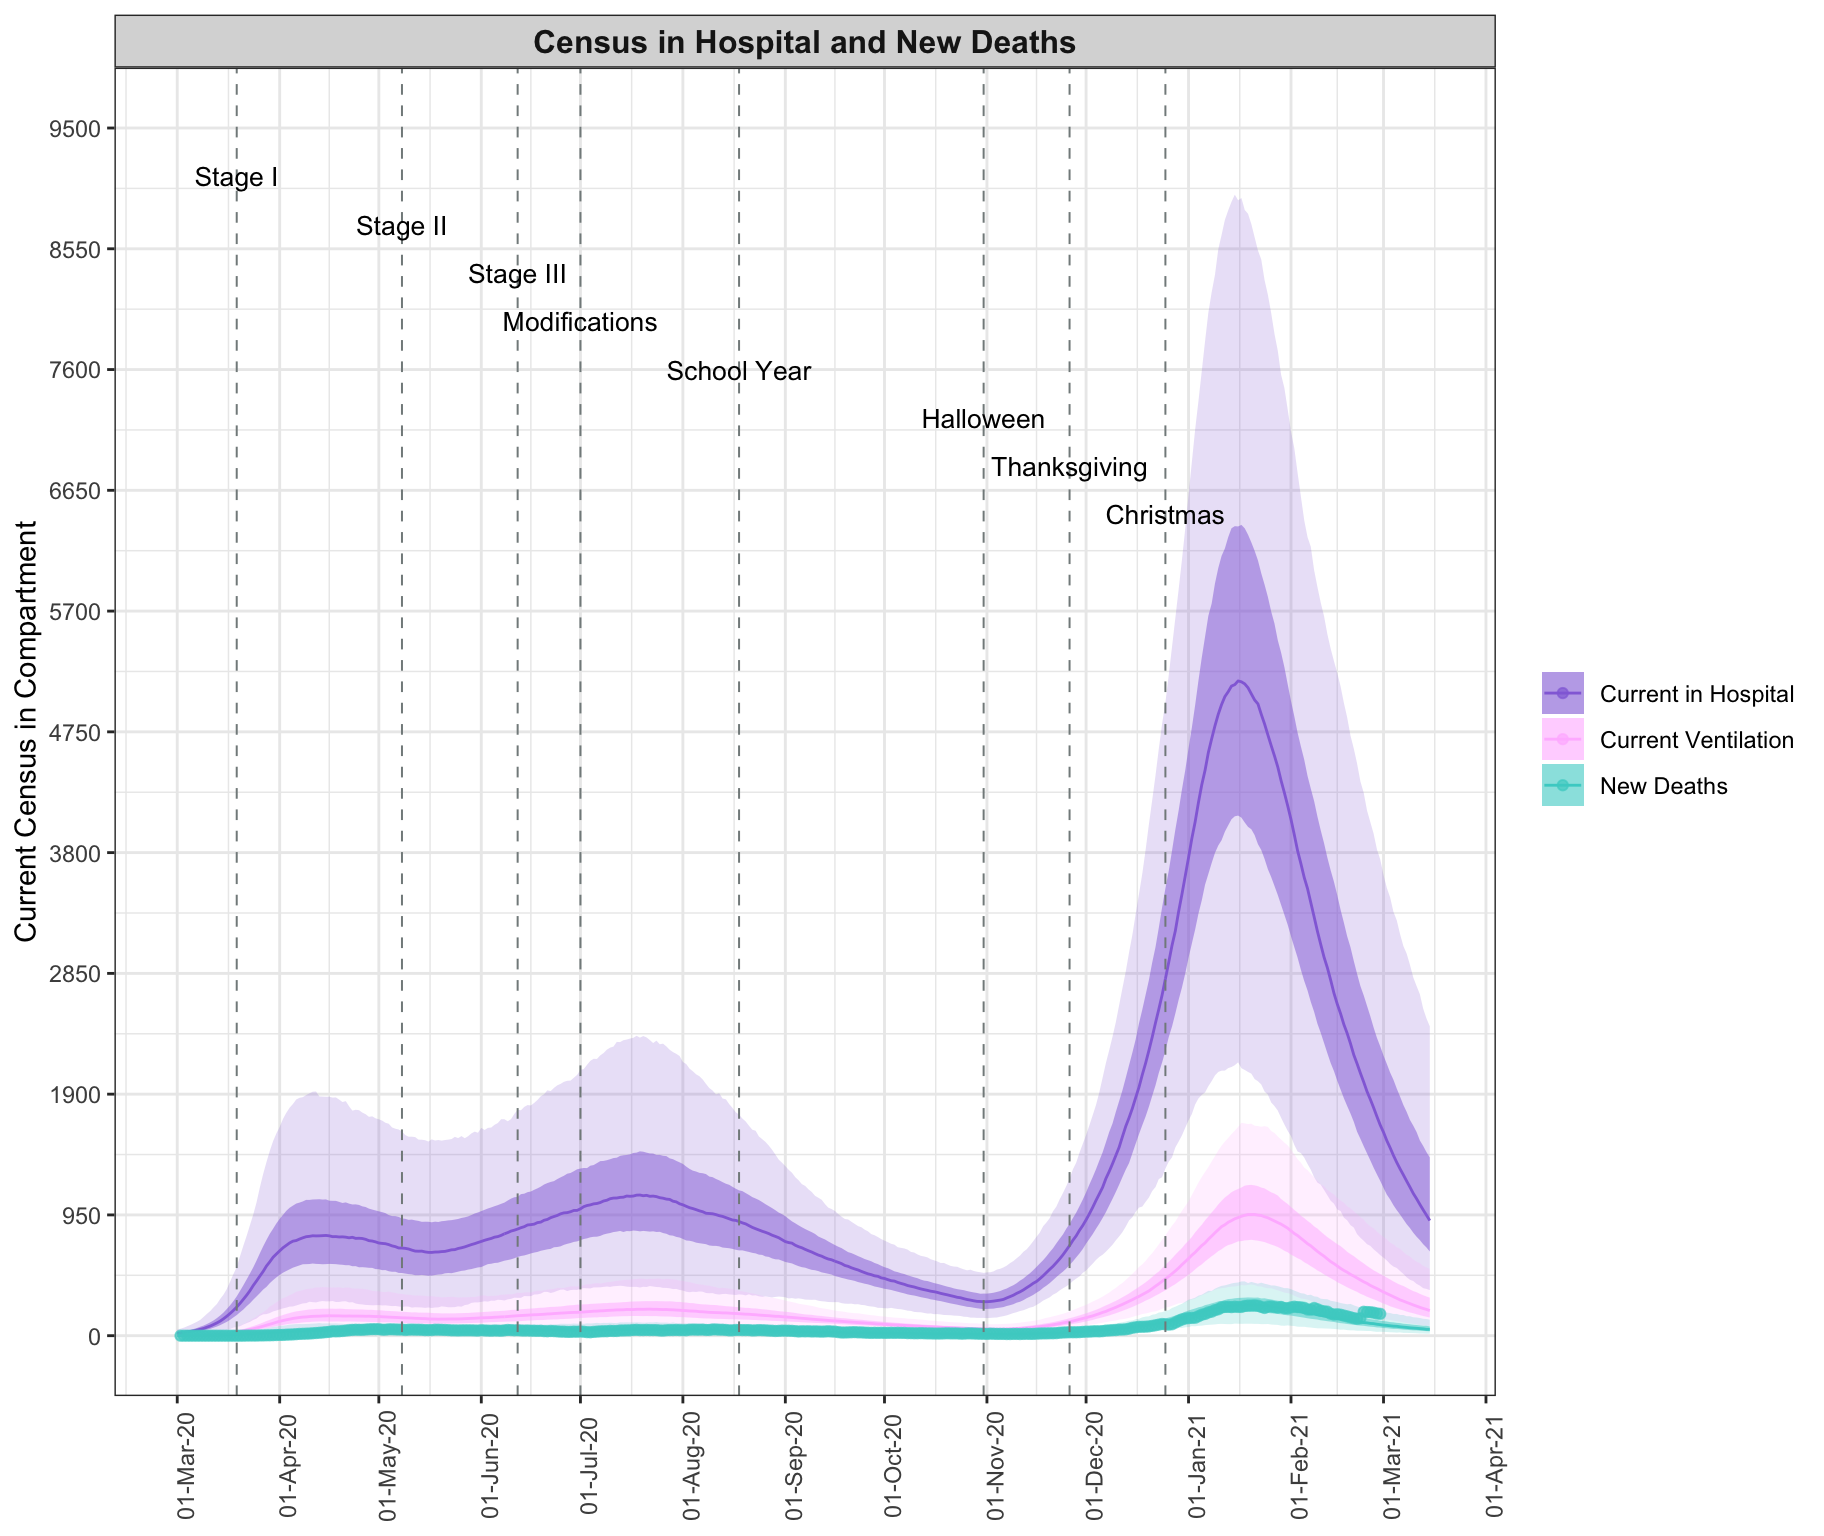 Census in Hospital and New Deaths
Current Census in Compartment
9500
8550
7600
6650
5700
4750
3800
2850
1900
950
0
Stage I
Stage II
Stage III
Modifications
School Year
Halloween
Thanksgiving
Christmas
Current in Hospital
Current Ventilation
New Deaths
01-Mar-20
01-Apr-20
01-May-20
01-Jun-20
01-Jul-20
01-Aug-20
01-Sep-20
01-Oct-20
01-Nov-20
01-Dec-20
01-Jan-21
01-Feb-21
01-Mar-21
01-Apr-21